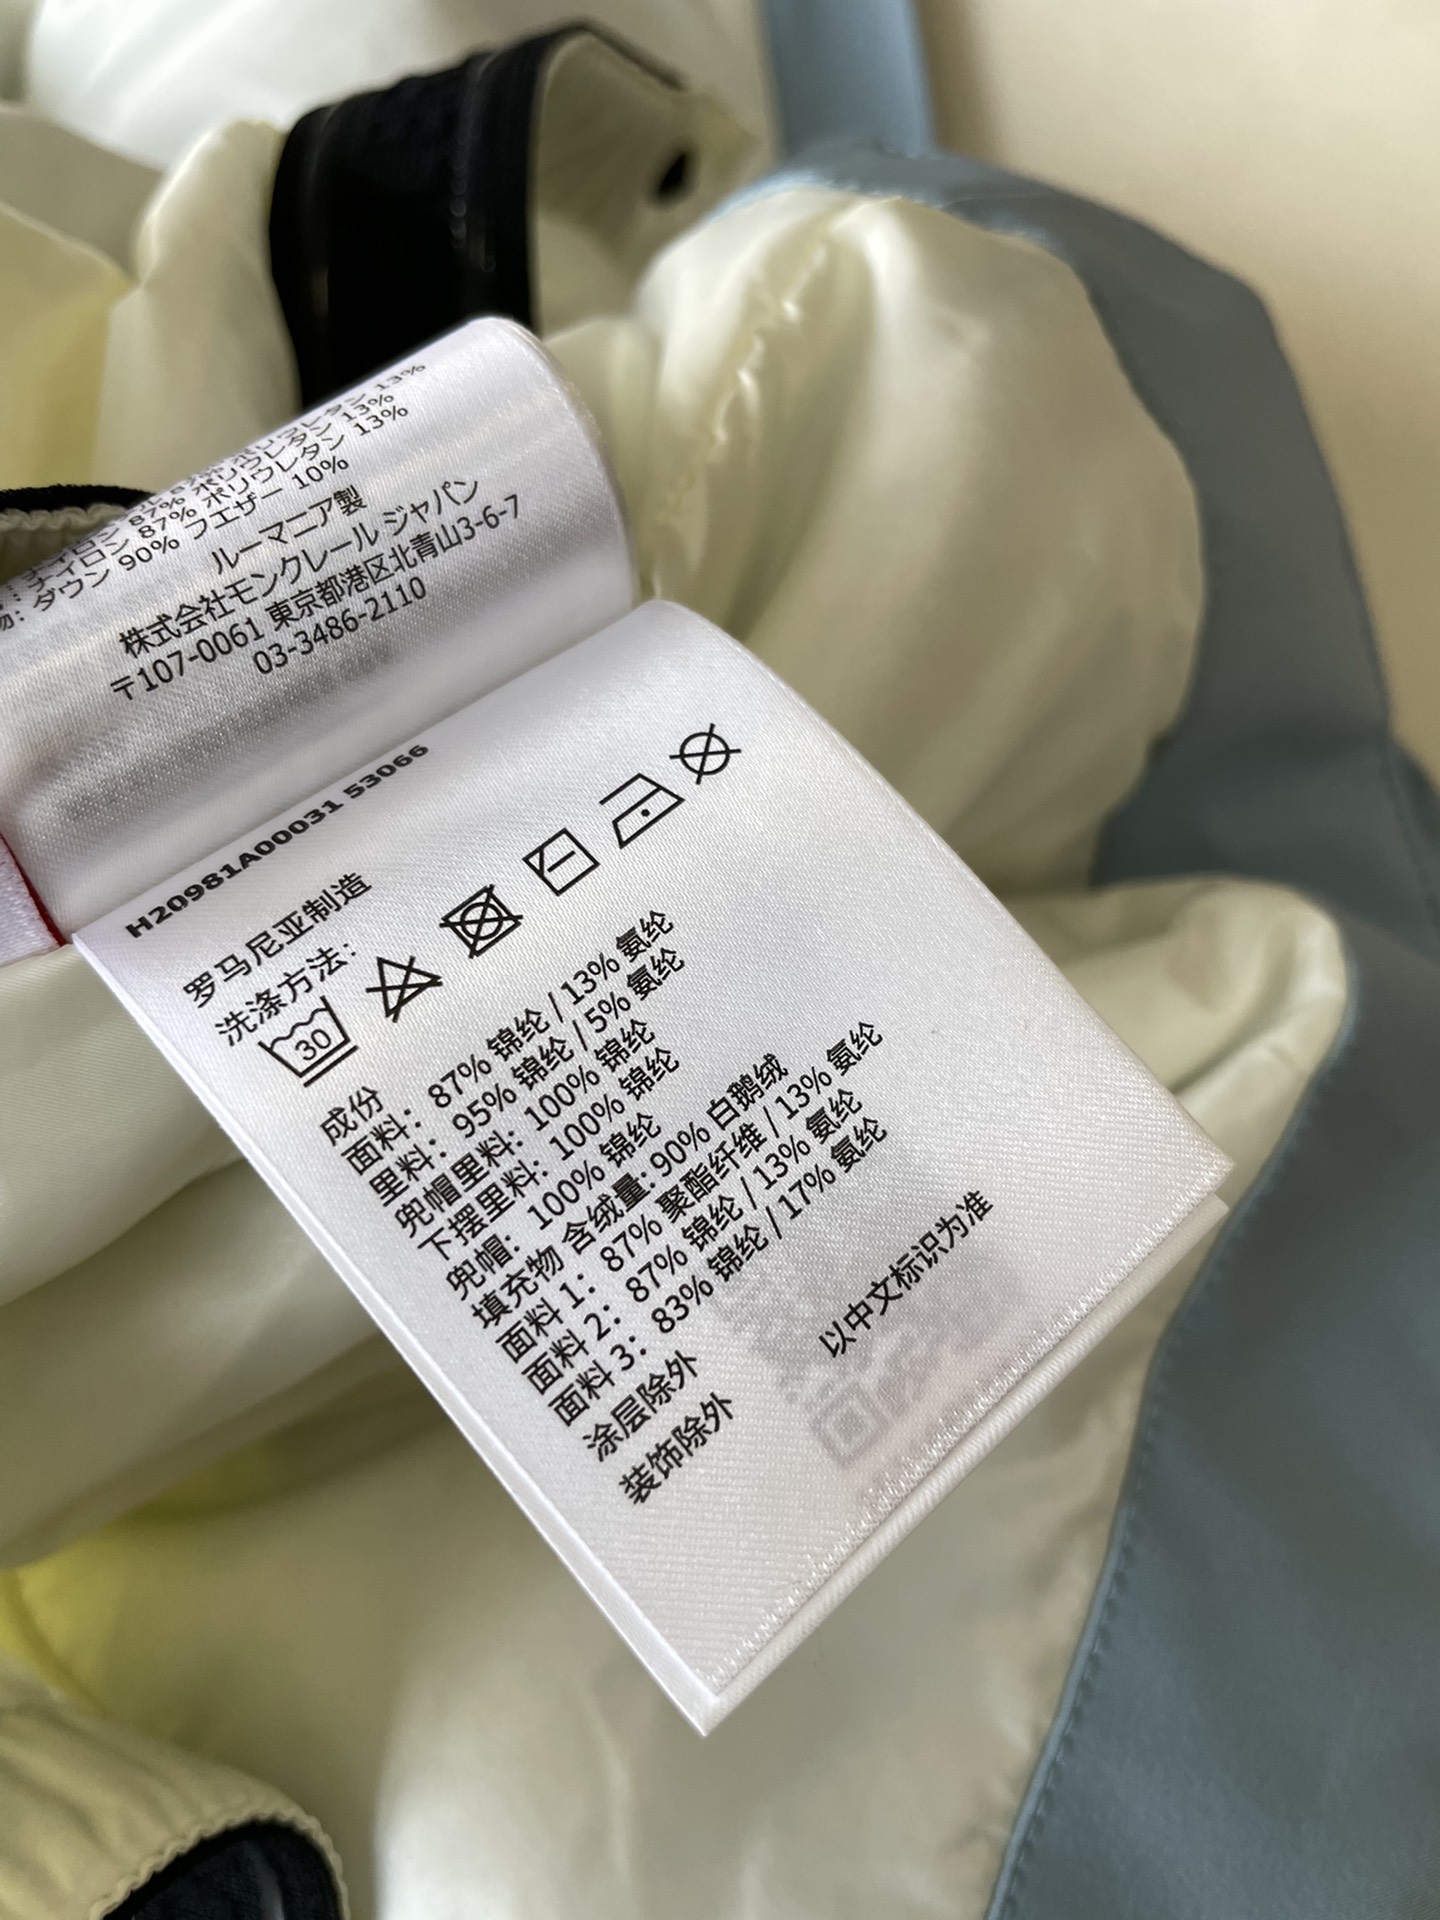 13%
ナイロン 87% ポリウレタン 13%
ナイロン 87% ポリウレタン 13%
物: ダウン 90% フエザー 10%
ルーマニア製
株式会社モンクレール ジャパン
〒107-0061 東京都港区北青山3-6-7
03-3486-2110
H20981A00031 53066
罗马尼亚制造
洗涤方法：
30
成份
面料：87% 锦纶 / 13% 氨纶
里料：95% 锦纶 / 5% 氨纶
兜帽里料：100% 锦纶
下摆里料：100% 锦纶
兜帽：100% 锦纶
填充物 含绒量: 90% 白鹅绒
面料 1：87% 聚酯纤维 / 13% 氨纶
面料 2：87% 锦纶 / 13% 氨纶
面料 3：83% 锦纶 / 17% 氨纶
涂层除外
装饰除外
以中文标识为准